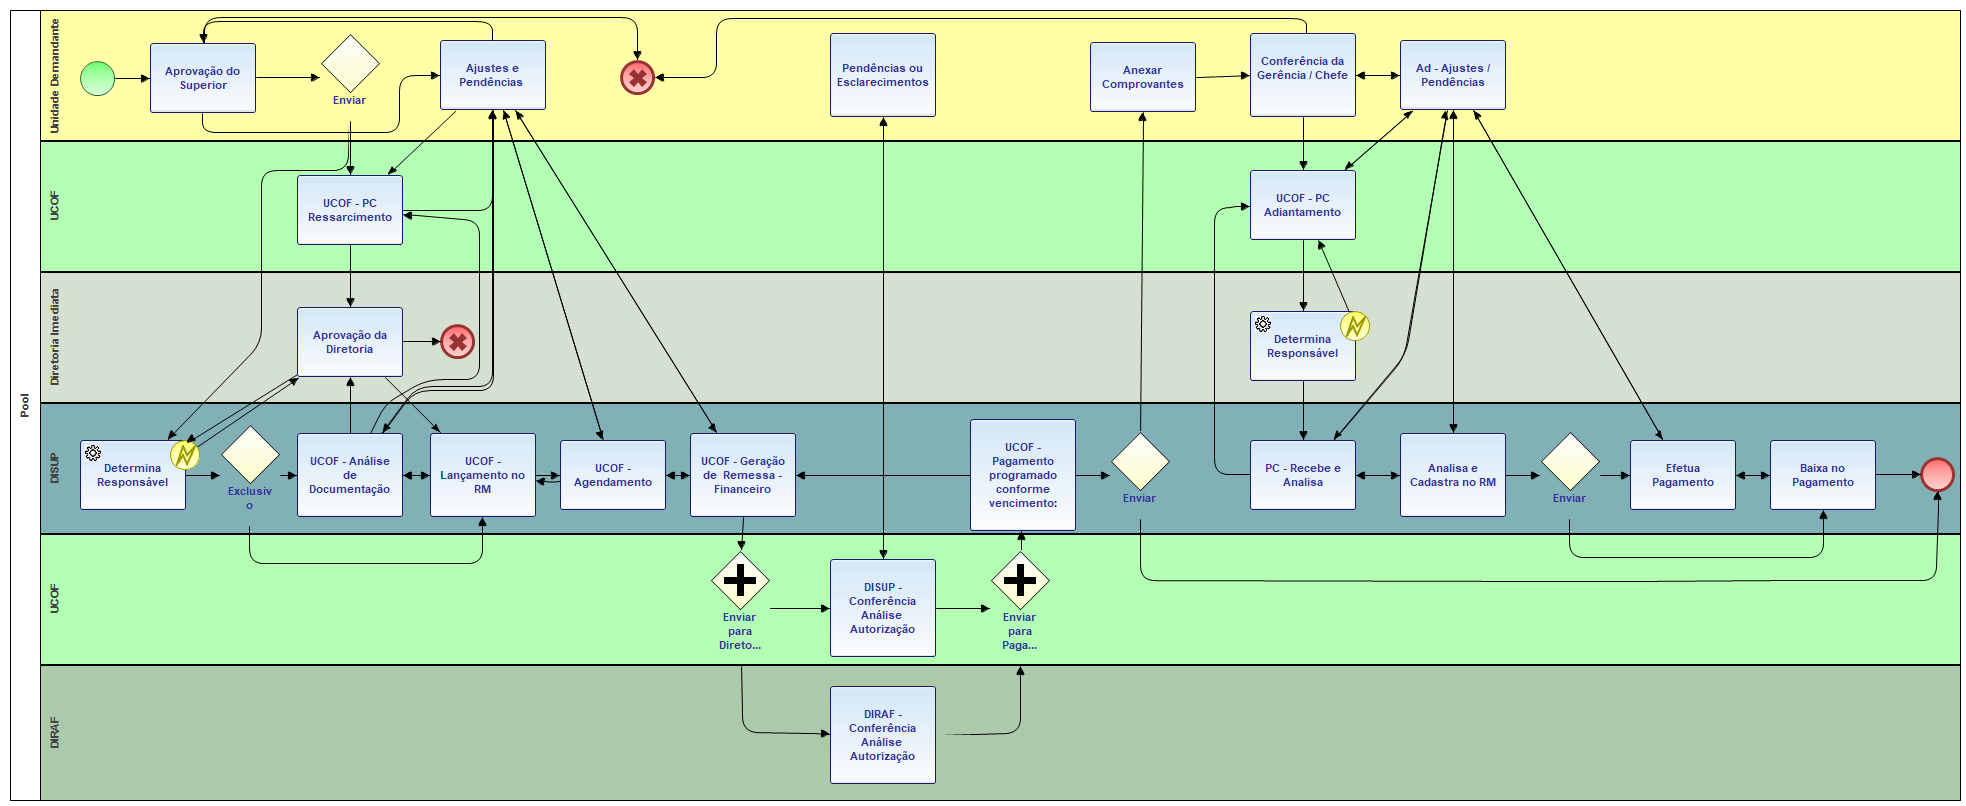 Pool
Unidade Demandante
Aprovação do
Superior
Enviar
Ajustes e
Pendências
Pendências ou
Esclarecimentos
Anexar
Comprovantes
Conferência da
Gerência / Chefe
Ad - Ajustes /
Pendências
UCOF
UCOF - PC
Ressarcimento
UCOF - PC
Adiantamento
Diretoria Imediata
Aprovação da
Diretoria
Determina
Responsável
DISUP
Determina
Responsável
Exclusiv
o
UCOF - Análise
de
Documentação
UCOF -
Lançamento no
RM
UCOF -
Agendamento
UCOF - Geração
de Remessa -
Financeiro
UCOF -
Pagamento
programado
conforme
vencimento:
Enviar
PC - Recebe e
Analisa
Analisa e
Cadastra no RM
Enviar
Efetua
Pagamento
Baixa no
Pagamento
UCOF
Enviar
para
Direto...
DISUP -
Conferência
Análise
Autorização
Enviar
para
Paga...
DIRAF
DIRAF -
Conferência
Análise
Autorização